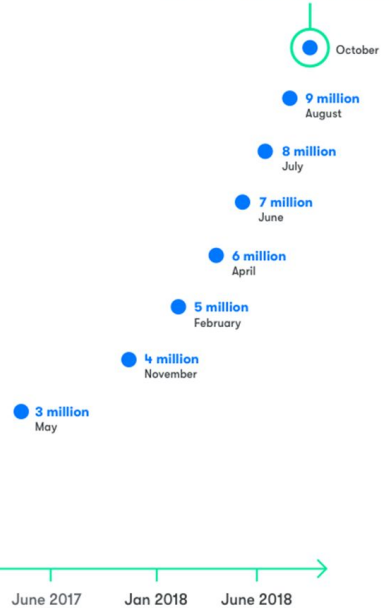 October
9 million
August
8 million
July
7 million
June
6 million
April
5 million
February
4 million
November
3 million
May
June 2017 Jan 2018 June 2018